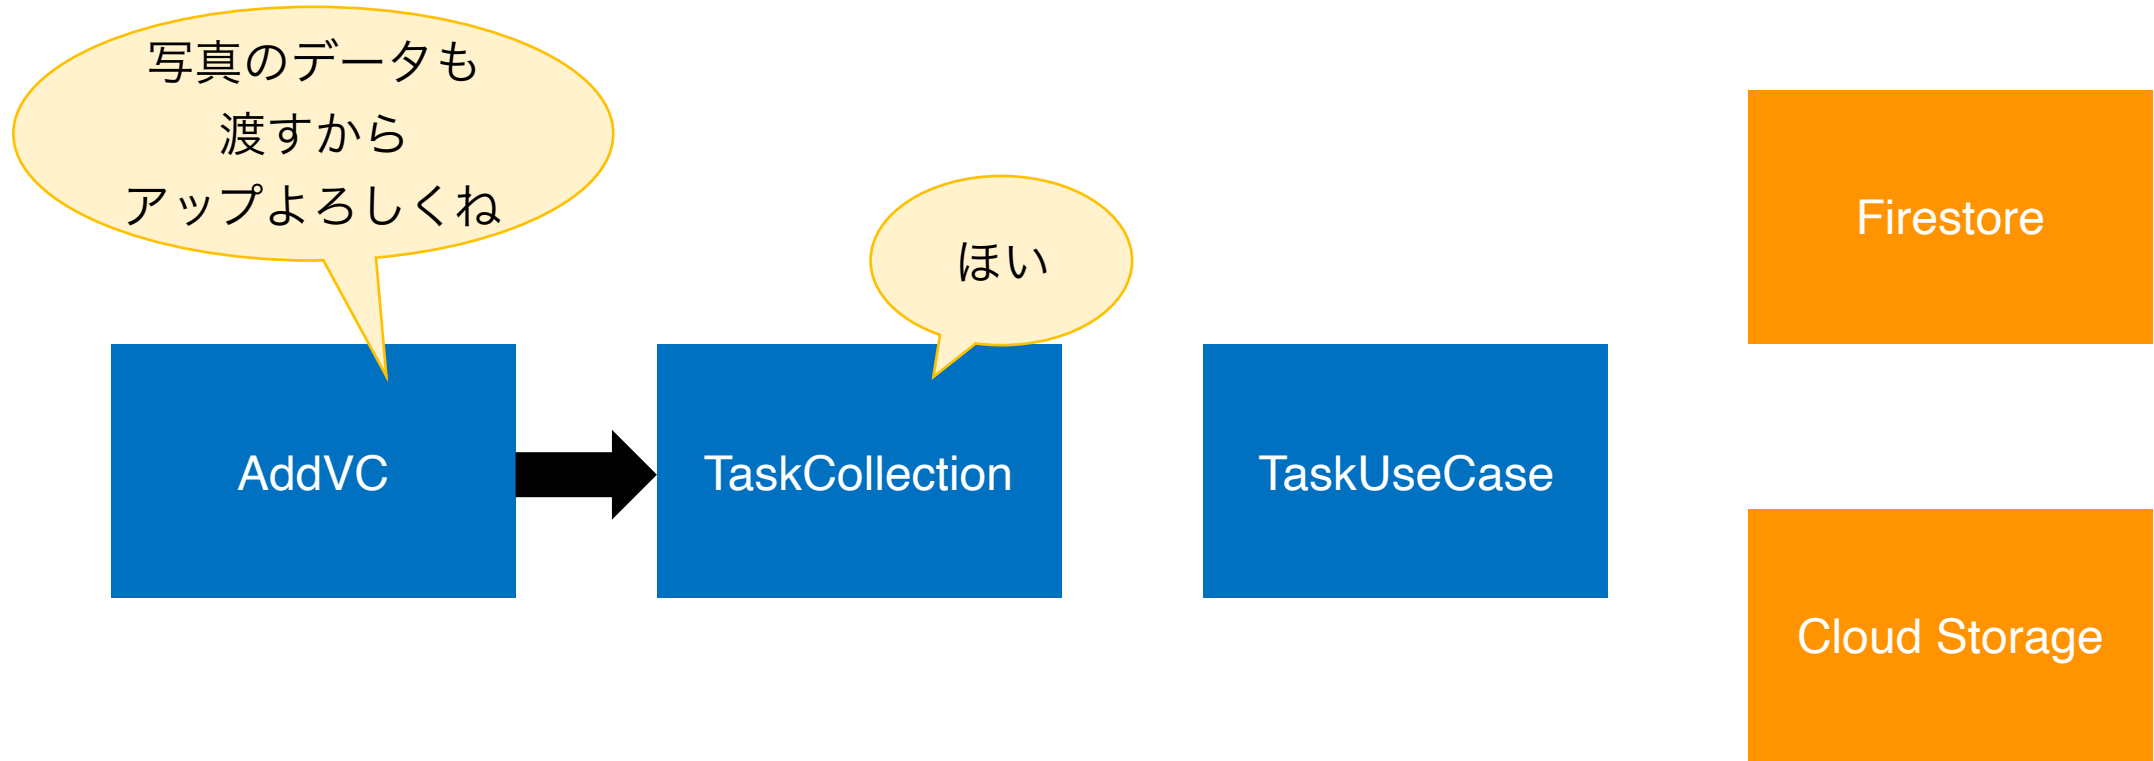 写真のデータも
渡すから
アップよろしくね
ほい
Firestore
AddVC
TaskCollection
TaskUseCase
Cloud Storage